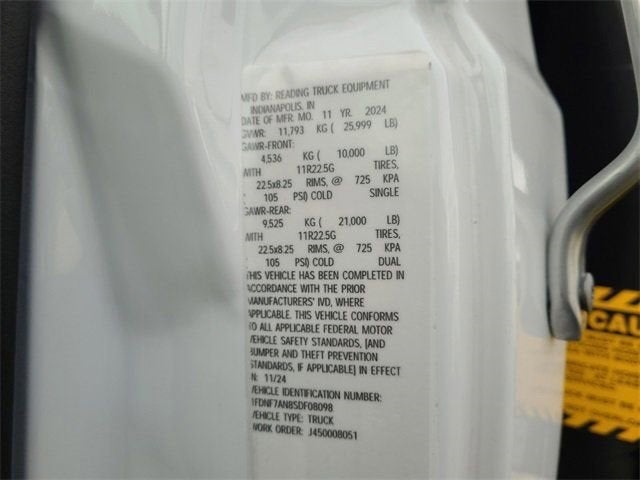 MFD BY: READING TRUCK EQUIPMENT
INDIANAPOLIS, IN
DATE OF MFR. MO. 11 YR. 2024
GVWR: 11,793 KG ( 25,999 LB)
GAWR-FRONT:
4,536 KG ( 10,000 LB)
WITH 11R22.5G TIRES,
22.5x8.25 RIMS, @ 725 KPA
( 105 PSI) COLD SINGLE
GAWR-REAR:
9,525 KG ( 21,000 LB)
WITH 11R22.5G TIRES,
22.5x8.25 RIMS, @ 725 KPA
( 105 PSI) COLD DUAL
THIS VEHICLE HAS BEEN COMPLETED IN
ACCORDANCE WITH THE PRIOR
MANUFACTURERS' IVD, WHERE
APPLICABLE. THIS VEHICLE CONFORMS
TO ALL APPLICABLE FEDERAL MOTOR
VEHICLE SAFETY STANDARDS, [AND
BUMPER AND THEFT PREVENTION
STANDARDS, IF APPLICABLE] IN EFFECT
IN: 11/24
VEHICLE IDENTIFICATION NUMBER:
1FDNF7AN8SDF08098
VEHICLE TYPE: TRUCK
WORK ORDER: J450008051
CAU